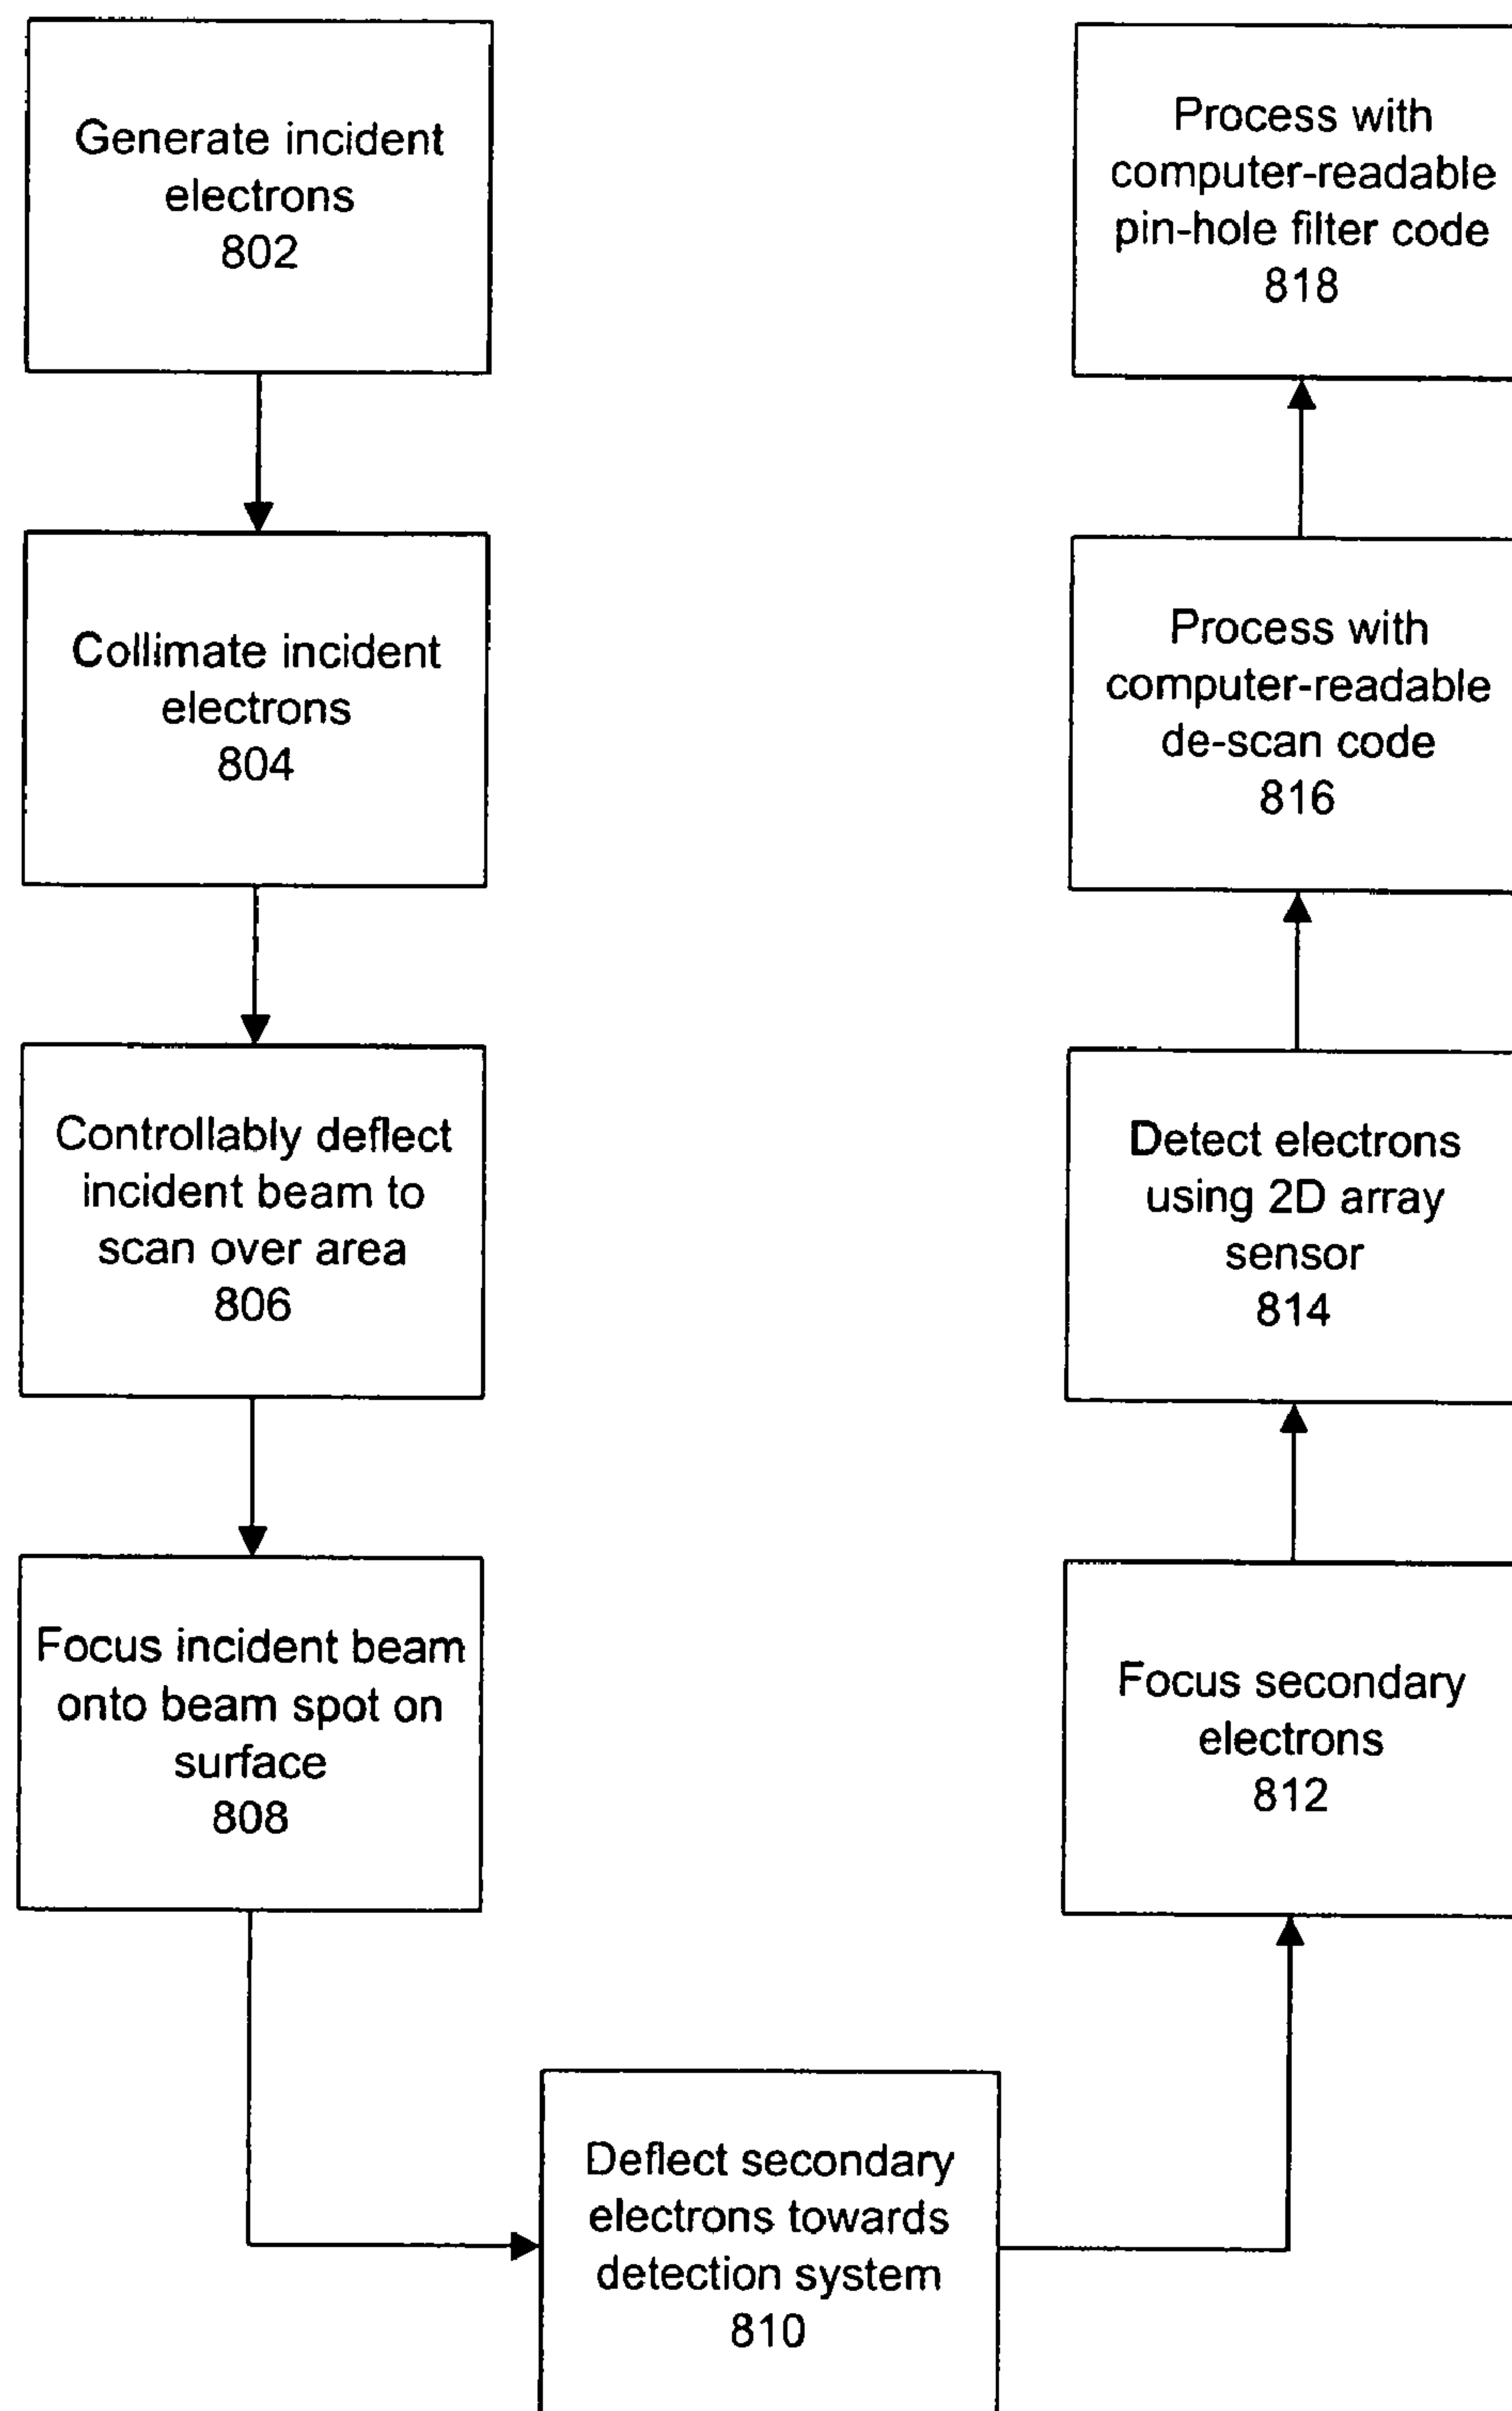 Generate incident
electrons
802
Collimate incident
electrons
804
Controllably deflect
incident beam to
scan over area
806
Focus incident beam
onto beam spot on
surface
808
Deflect secondary
electrons towards
detection system
810
Focus secondary
electrons
812
Detect electrons
using 2D array
sensor
814
Process with
computer-readable
de-scan code
816
Process with
computer-readable
pin-hole filter code
818